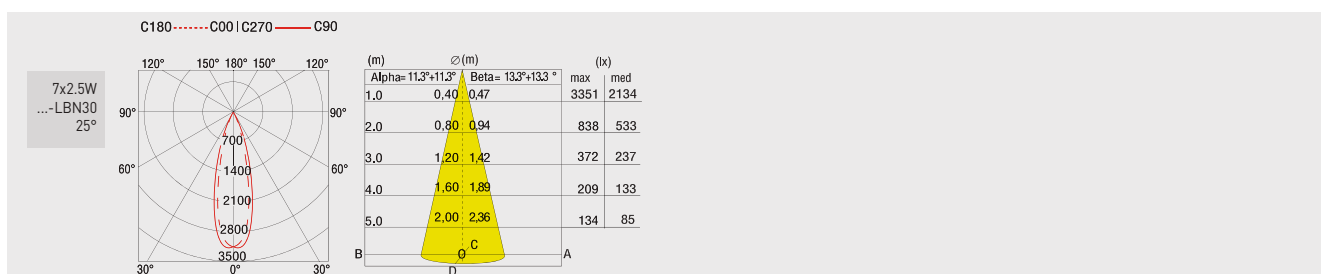 C180 C00 C270 C90
7x2.5W
...-LBN30
25°
120° 150° 180° 150° 120°
90° 90°
700
60° 1400 60°
2100
2800
3500
30° 0° 30°
(m) ∅(m) (lx)
Alpha= 11.3°+11.3° Beta= 13.3°+13.3° max med
1.0 0,40 0,47 3351 2134
2.0 0,80 0,94 838 533
3.0 1,20 1,42 372 237
4.0 1,60 1,89 209 133
5.0 2,00 2,36 134 85
B O C A
D